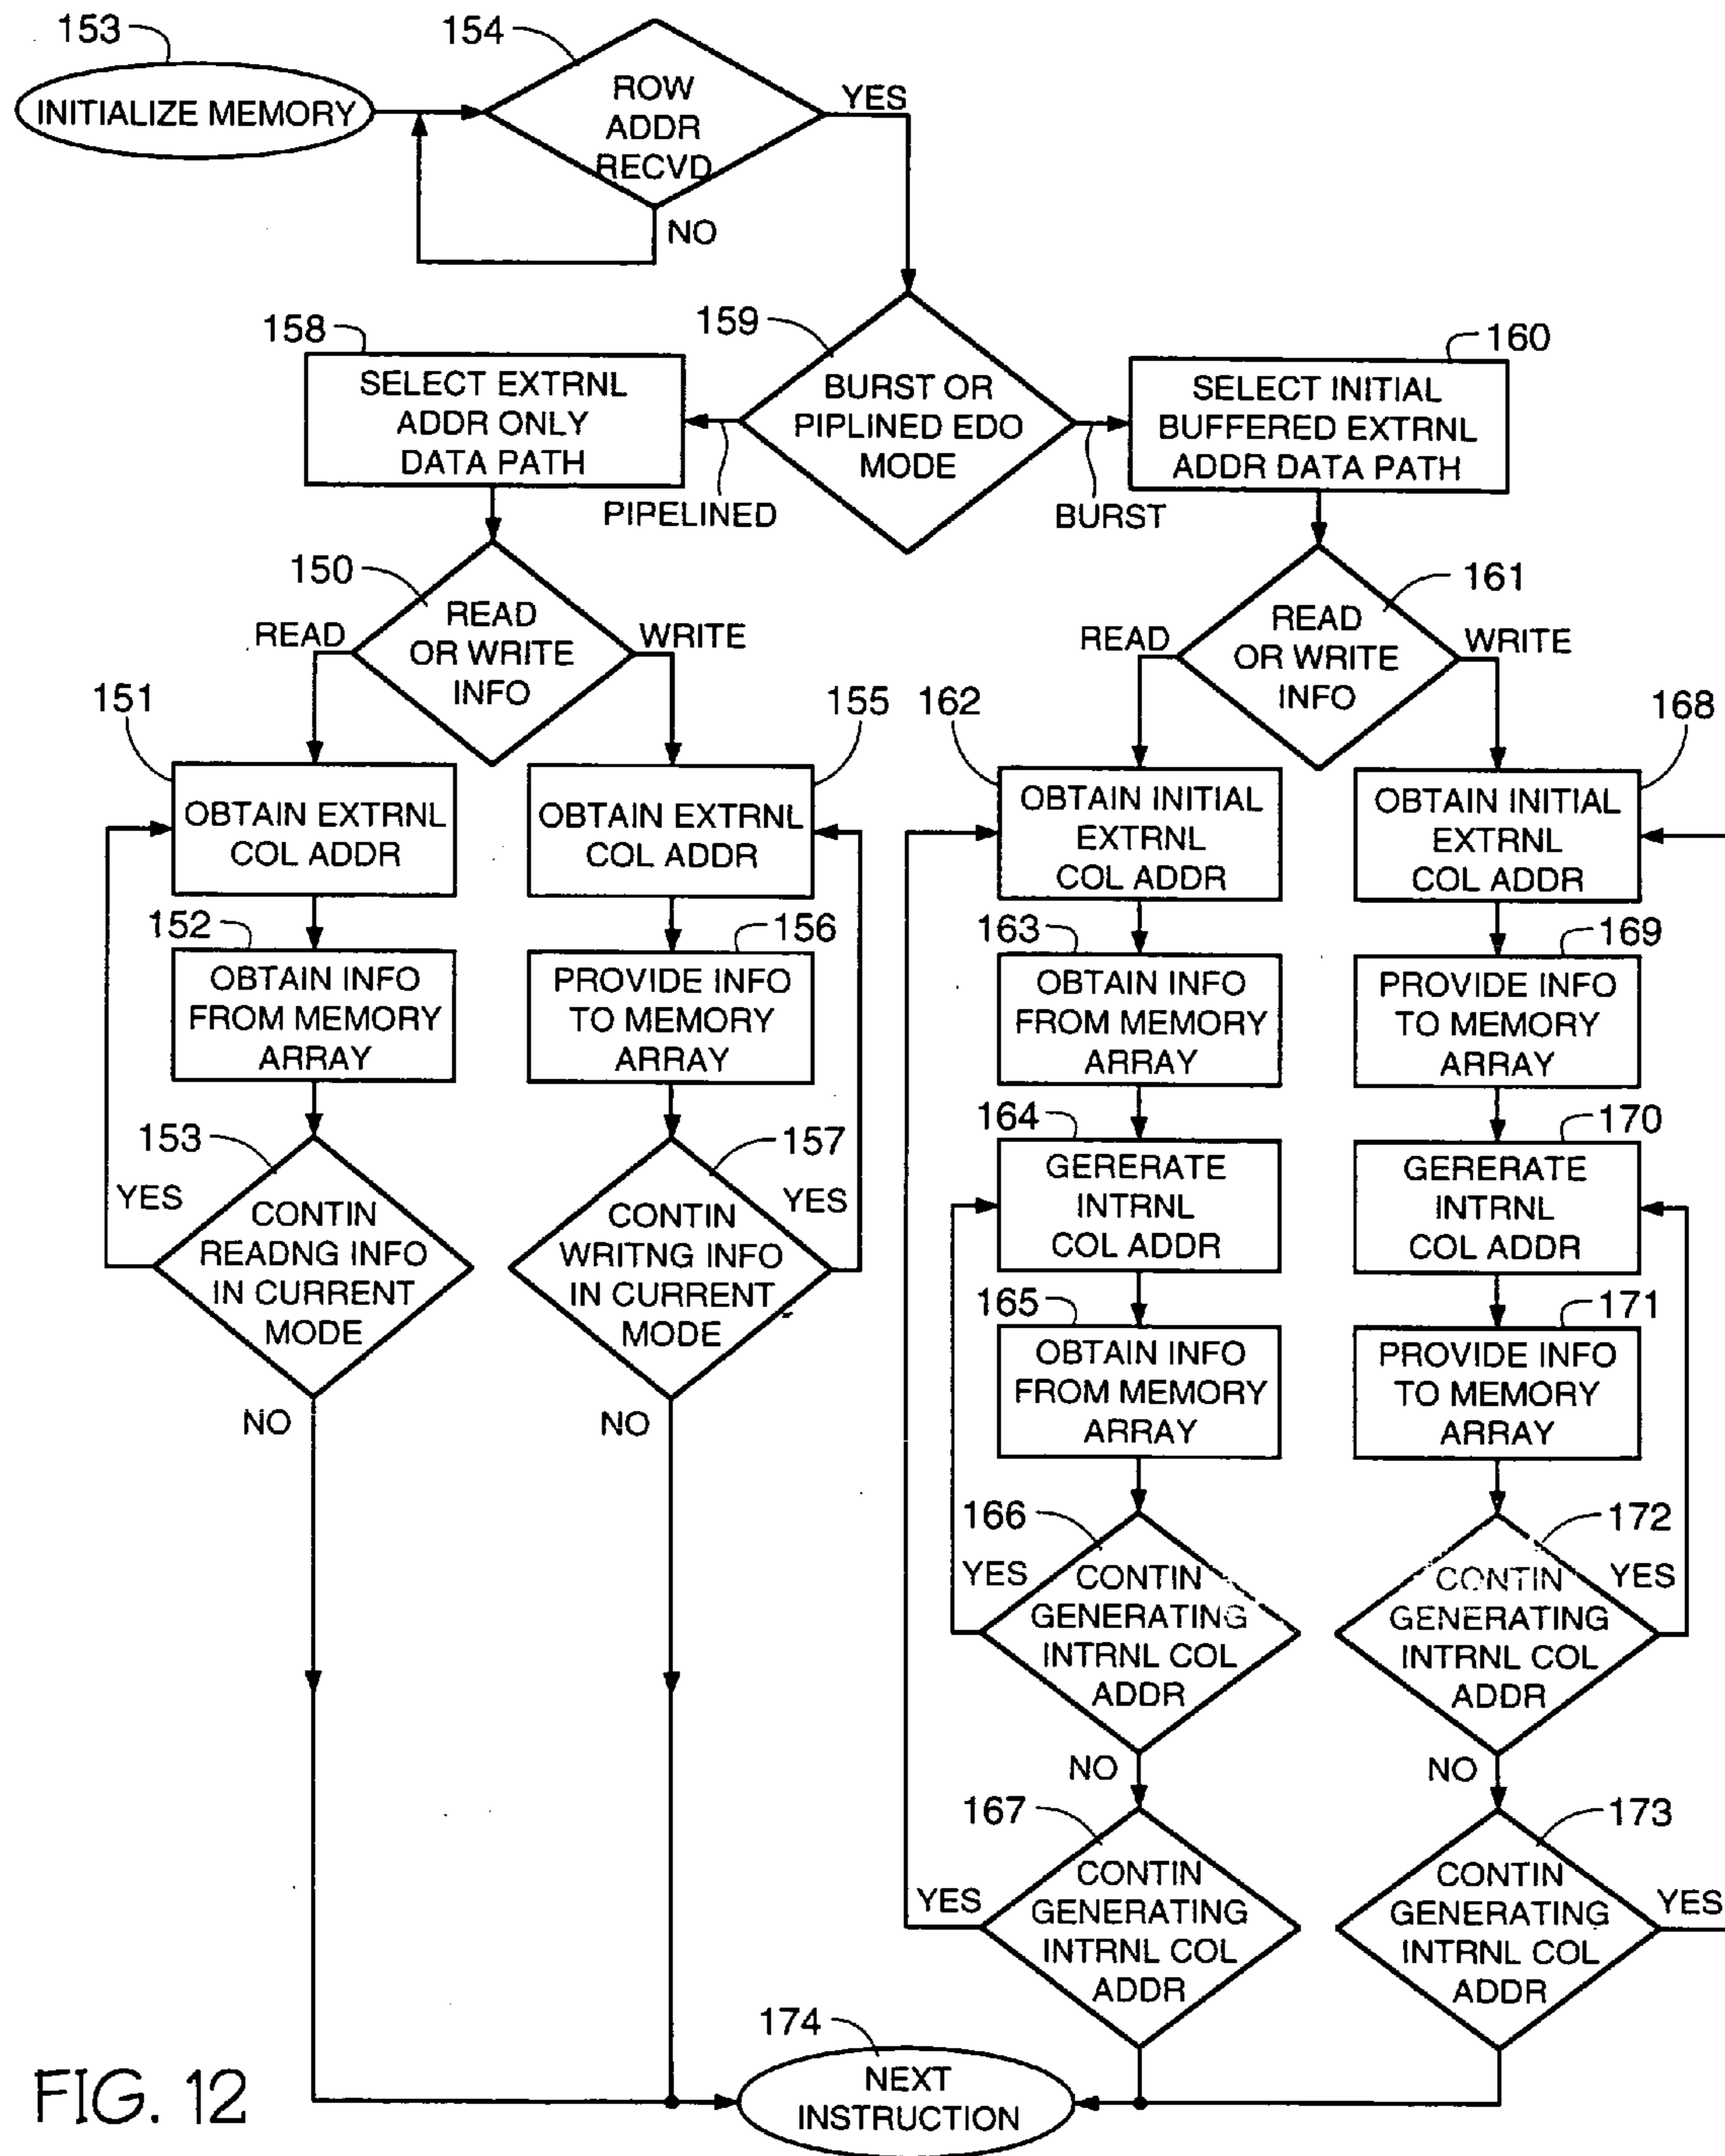 153
INITIALIZE MEMORY
154
ROW
ADDR
RECVD
YES
NO
158
SELECT EXTRNL
ADDR ONLY
DATA PATH
159
BURST OR
PIPLINED EDO
MODE
160
SELECT INITIAL
BUFFERED EXTRNL
ADDR DATA PATH
PIPELINED
BURST
150
READ
OR WRITE
INFO
READ
WRITE
161
READ
OR WRITE
INFO
READ
WRITE
151
OBTAIN EXTRNL
COL ADDR
155
OBTAIN EXTRNL
COL ADDR
162
OBTAIN INITIAL
EXTRNL
COL ADDR
168
OBTAIN INITIAL
EXTRNL
COL ADDR
152
OBTAIN INFO
FROM MEMORY
ARRAY
156
PROVIDE INFO
TO MEMORY
ARRAY
163
OBTAIN INFO
FROM MEMORY
ARRAY
169
PROVIDE INFO
TO MEMORY
ARRAY
153
YES
CONTIN
READNG INFO
IN CURRENT
MODE
NO
157
YES
CONTIN
WRITNG INFO
IN CURRENT
MODE
NO
164
GERERATE
INTRNL
COL ADDR
170
GERERATE
INTRNL
COL ADDR
165
OBTAIN INFO
FROM MEMORY
ARRAY
171
PROVIDE INFO
TO MEMORY
ARRAY
166
YES
CONTIN
GENERATING
INTRNL COL
ADDR
NO
172
YES
CONTIN
GENERATING
INTRNL COL
ADDR
NO
167
YES
CONTIN
GENERATING
INTRNL COL
ADDR
173
YES
CONTIN
GENERATING
INTRNL COL
ADDR
174
NEXT
INSTRUCTION
FIG. 12